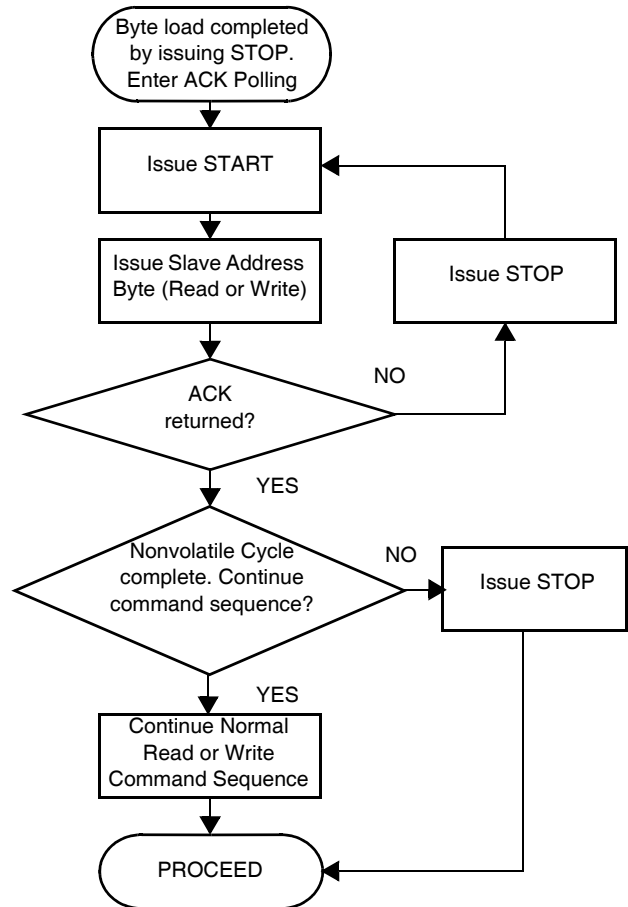 Byte load completed
by issuing STOP.
Enter ACK Polling
Issue START
Issue Slave Address
Byte (Read or Write)
Issue STOP
ACK
returned?
NO
YES
Nonvolatile Cycle
complete. Continue
command sequence?
NO
Issue STOP
YES
Continue Normal
Read or Write
Command Sequence
PROCEED